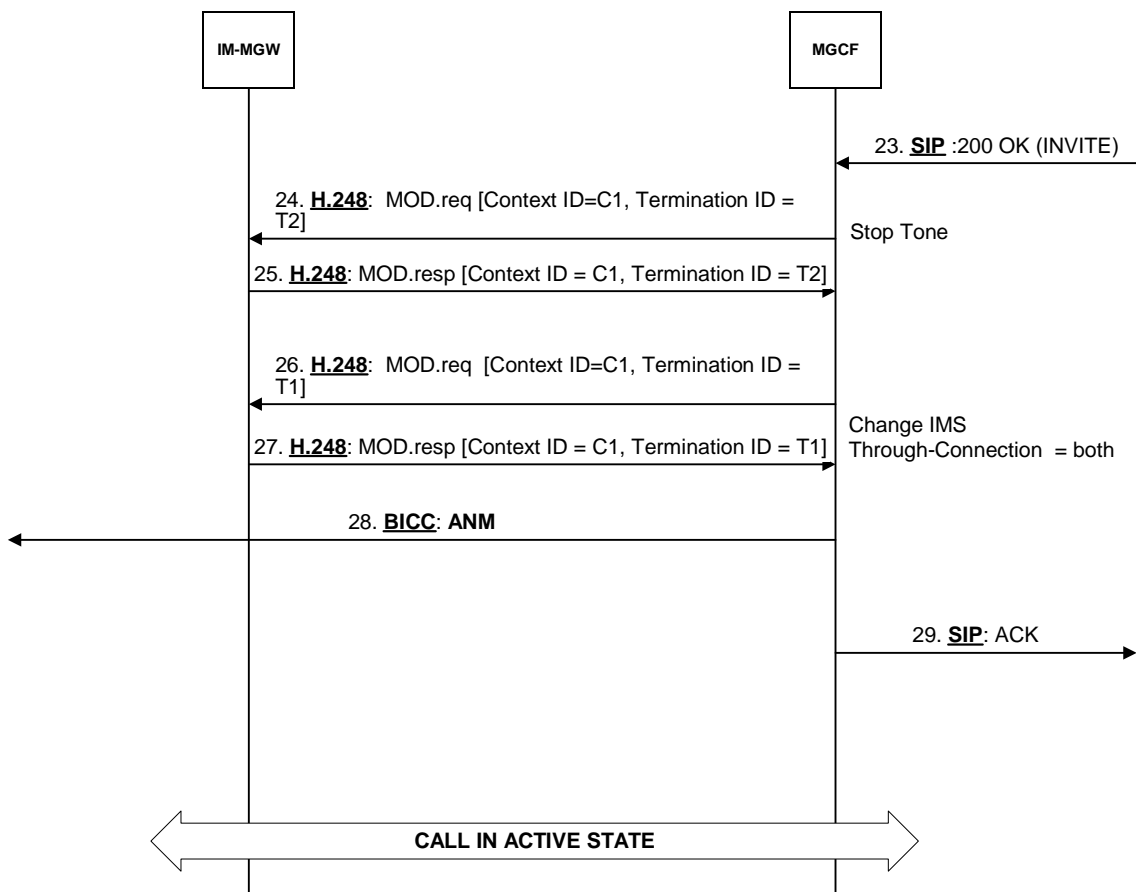 IM-MGW
MGCF
23. SIP :200 OK (INVITE)
24. H.248: MOD.req [Context ID=C1, Termination ID =
T2]
Stop Tone
25. H.248: MOD.resp [Context ID = C1, Termination ID = T2]
26. H.248: MOD.req [Context ID=C1, Termination ID =
T1]
Change IMS
Through-Connection = both
27. H.248: MOD.resp [Context ID = C1, Termination ID = T1]
28. BICC: ANM
29. SIP: ACK
CALL IN ACTIVE STATE